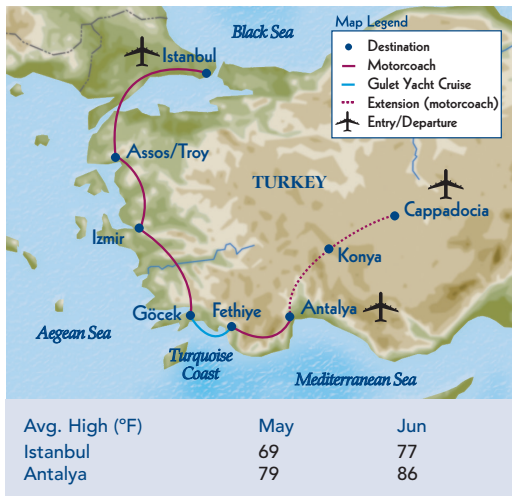 Black Sea
Map Legend
Destination
Motorcoach
Gulet Yacht Cruise
Extension (motorcoach)
Entry/Departure
Istanbul
Assos/Troy
TURKEY
Cappadocia
Izmir
Konya
Göcek
Fethiye
Antalya
Aegean Sea
Turquoise
Coast
Mediterranean Sea
Avg. High (ºF) May Jun
Istanbul 69 77
Antalya 79 86